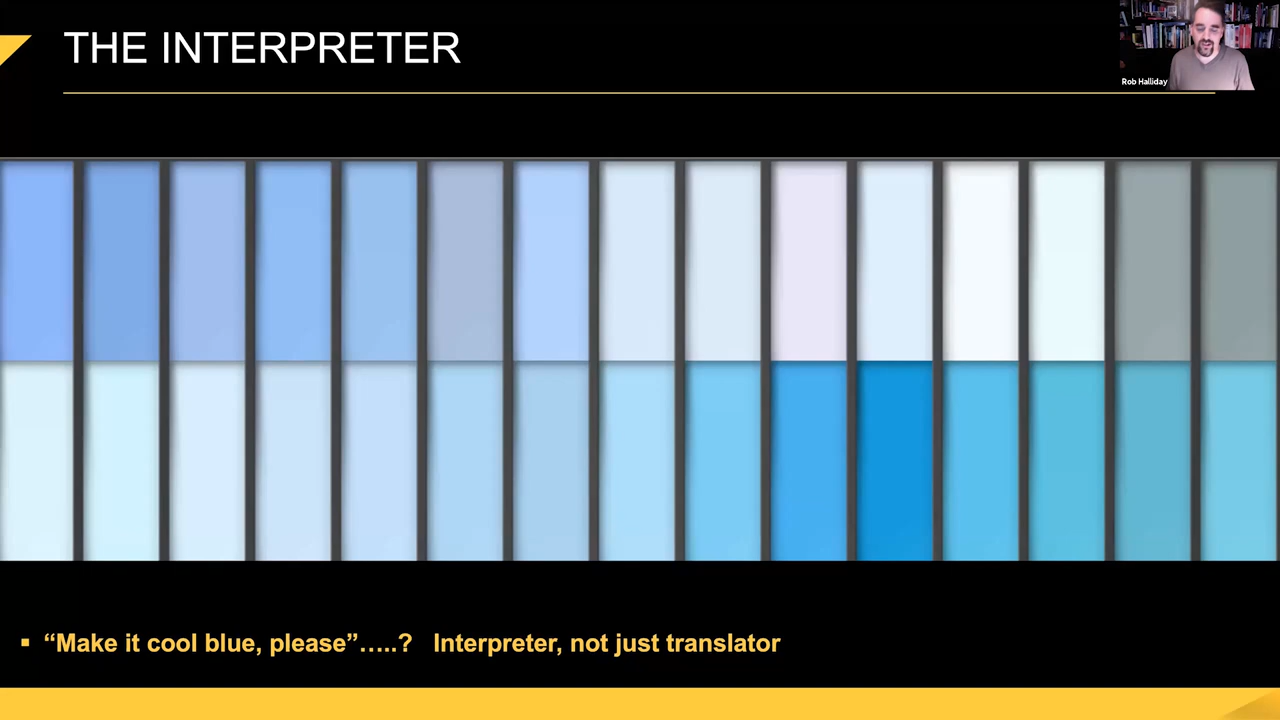 THE INTERPRETER
Rob Halliday
▪ “Make it cool blue, please”…..? Interpreter, not just translator